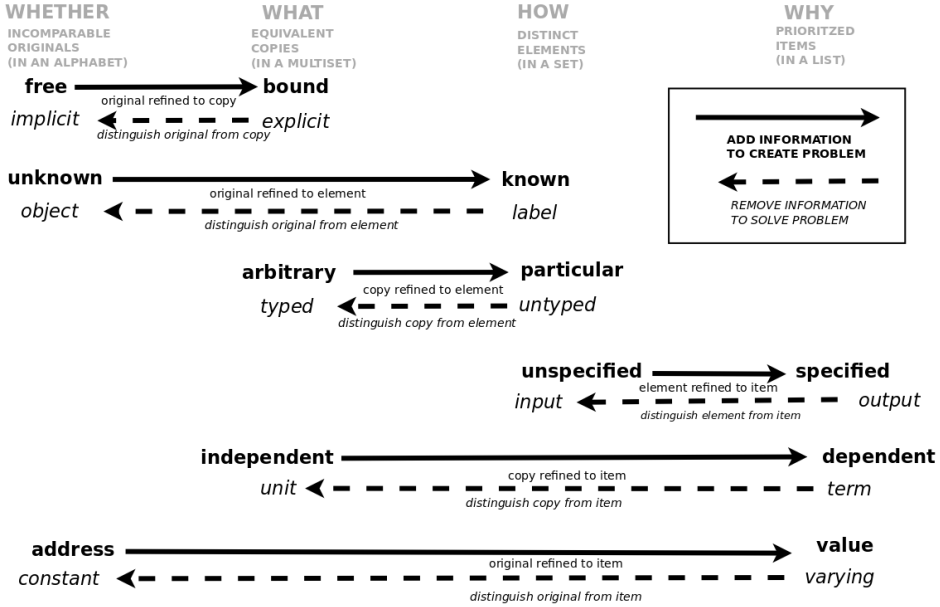 WHETHER WHAT HOW WHY
INCOMPARABLE
ORIGINALS
(IN AN ALPHABET)
EQUIVALENT
COPIES
(IN A MULTISET)
DISTINCT
ELEMENTS
(IN A SET)
PRIORITZED
ITEMS
(IN A LIST)
free bound
original refined to copy
implicit explicit
distinguish original from copy
ADD INFORMATION
TO CREATE PROBLEM
REMOVE INFORMATION
TO SOLVE PROBLEM
unknown known
original refined to element
object label
distinguish original from element
arbitrary particular
copy refined to element
typed untyped
distinguish copy from element
unspecified specified
element refined to item
input output
distinguish element from item
independent dependent
copy refined to item
unit term
distinguish copy from item
address value
original refined to item
constant varying
distinguish original from item